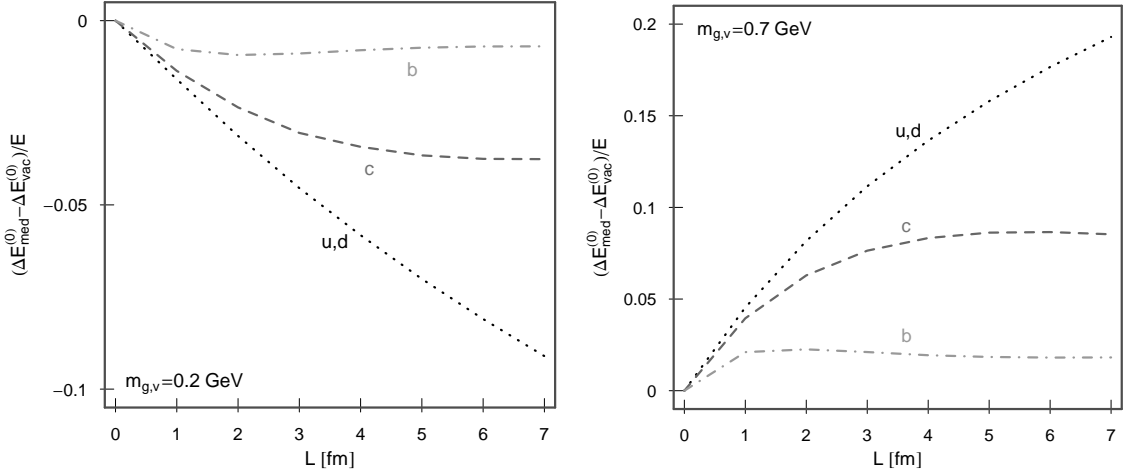 0
−0.05
−0.1
(ΔE_med^(0)−ΔE_vac^(0))/E
b
c
u,d
m_g,v=0.2 GeV
0 1 2 3 4 5 6 7
L [fm]
0.2
0.15
0.1
0.05
0
(ΔE_med^(0)−ΔE_vac^(0))/E
m_g,v=0.7 GeV
u,d
c
b
0 1 2 3 4 5 6 7
L [fm]